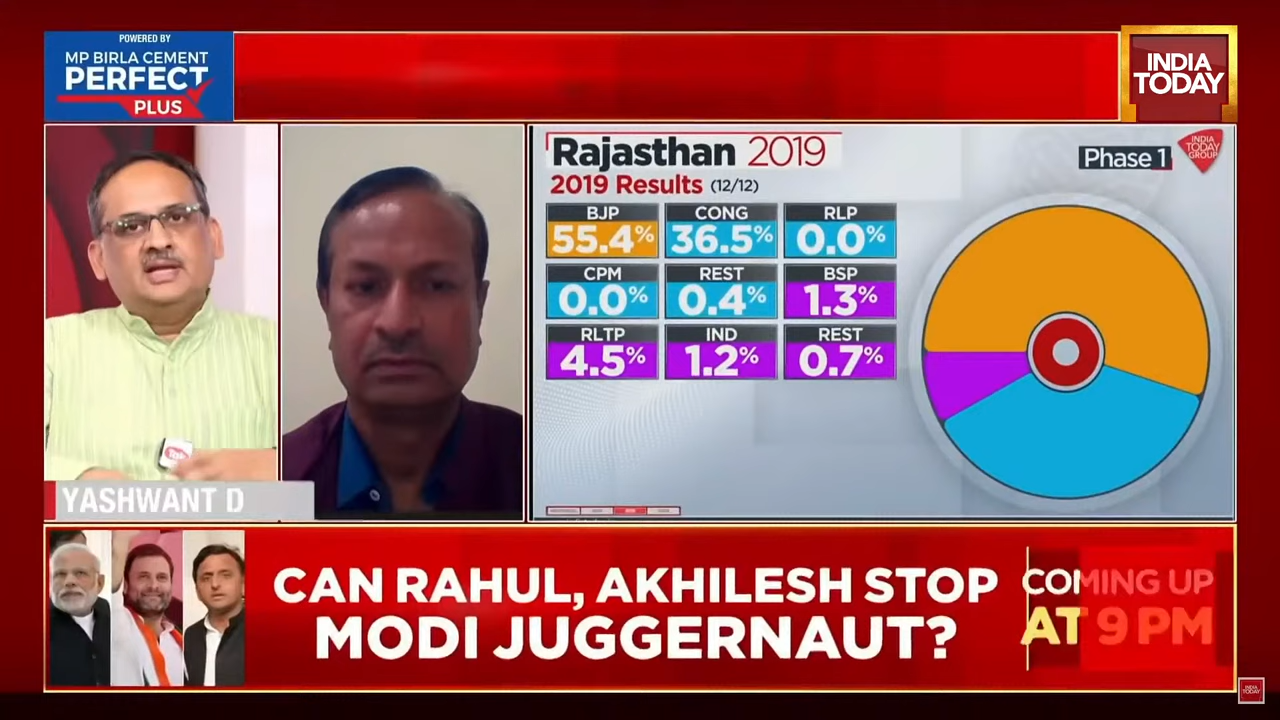 POWERED BY
MP BIRLA CEMENT
PERFECT
PLUS
INDIA
TODAY
Rajasthan 2019
Phase 1
INDIA
TODAY
GROUP
2019 Results (12/12)
BJP CONG RLP
55.4% 36.5% 0.0%
CPM REST BSP
0.0% 0.4% 1.3%
RLTP IND REST
4.5% 1.2% 0.7%
YASHWANT D
CAN RAHUL, AKHILESH STOP
MODI JUGGERNAUT?
COMING UP
AT 9 PM
INDIA
TODAY